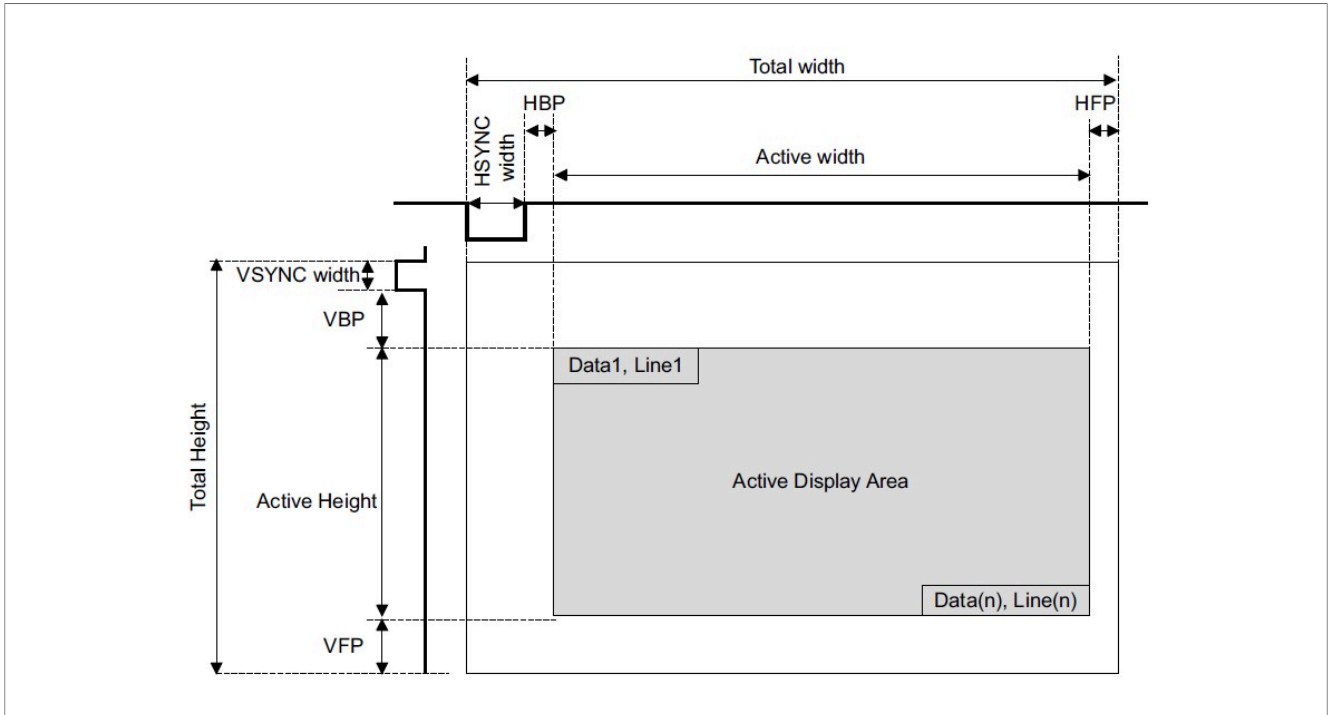 Total width
HBP
HFP
HSYNC
width
Active width
VSYNC width
VBP
Data1, Line1
Total Height
Active Height
Active Display Area
Data(n), Line(n)
VFP